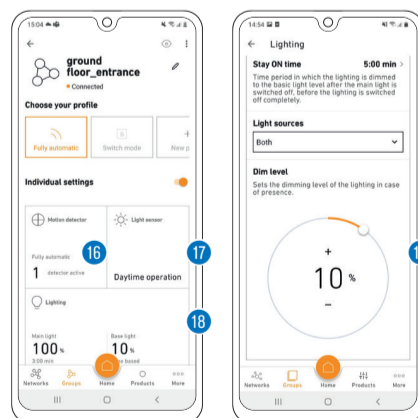 15:04
ground
floor_entrance
Connected
Choose your profile
Fully automatic
Switch mode
New p
Individual settings
Motion detector
Light sensor
Fully automatic
1 detector active
16
Daytime operation
17
Lighting
18
Main light
Base light
100 %
10 %
3:00 min
Networks
Groups
Home
Products
More
14:54
Lighting
Stay ON time
5:00 min
Time period in which the lighting is dimmed
to the basic light level after the main light is
switched off, before the lighting is switched
off completely.
Light sources
Both
Dim level
Sets the dimming level of the lighting in case
of presence.
+
10 %
−
Networks
Groups
Home
Products
More